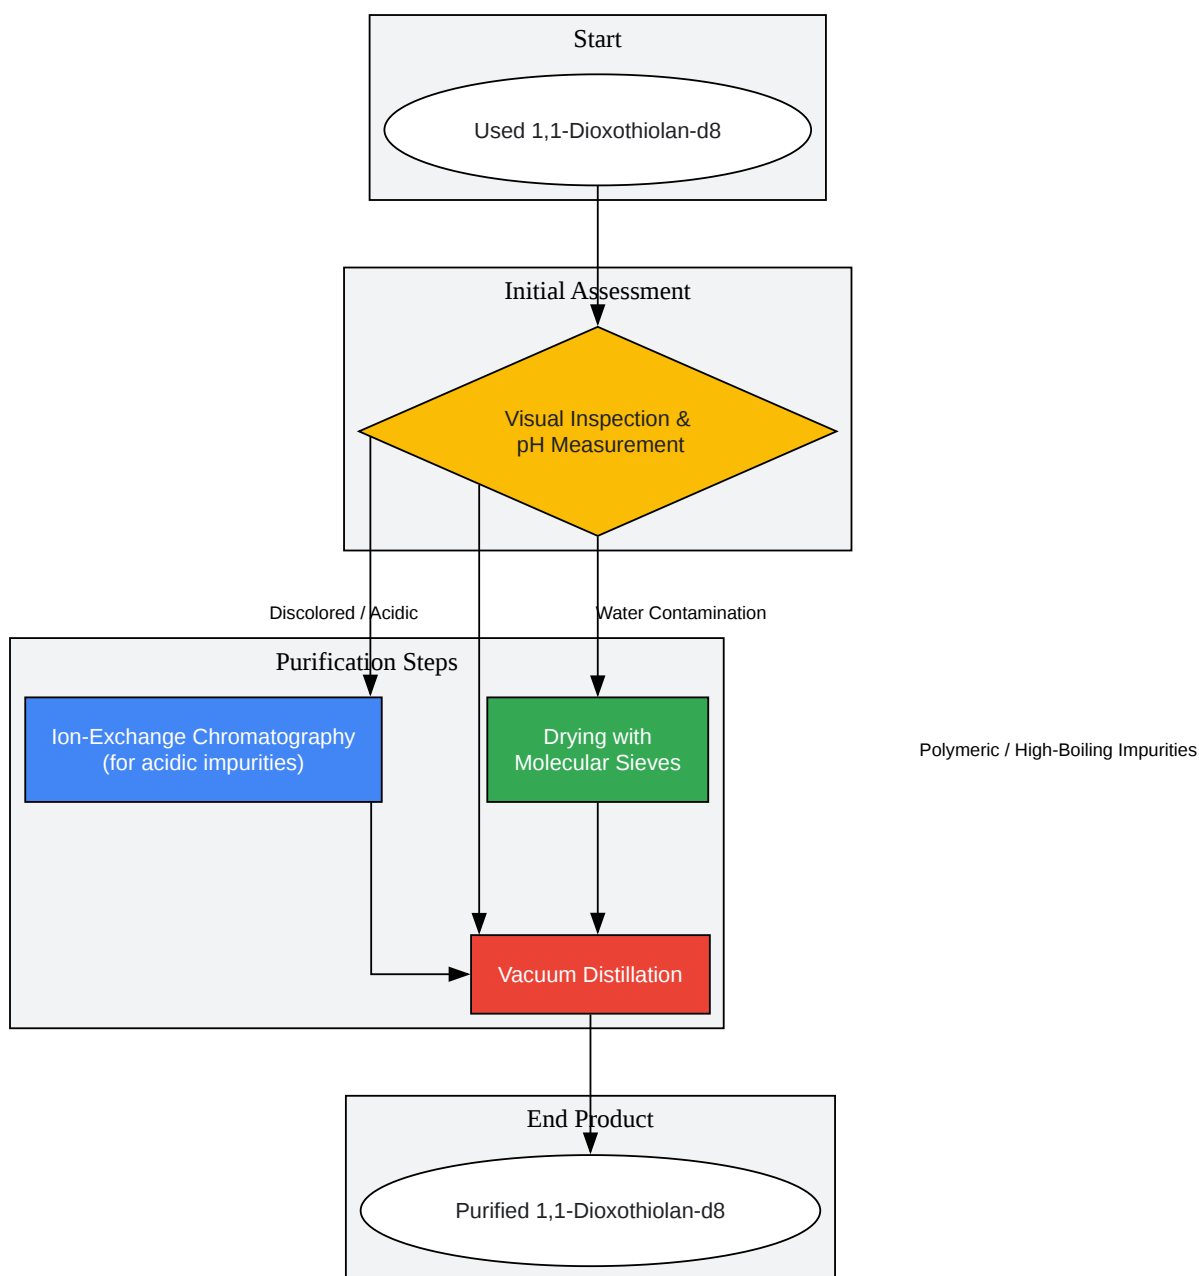 Start
Used 1,1-Dioxothiolan-d8
Initial Assessment
Visual Inspection &
pH Measurement
Discolored / Acidic
Water Contamination
Purification Steps
Ion-Exchange Chromatography
(for acidic impurities)
Drying with
Molecular Sieves
Polymeric / High-Boiling Impurities
Vacuum Distillation
End Product
Purified 1,1-Dioxothiolan-d8